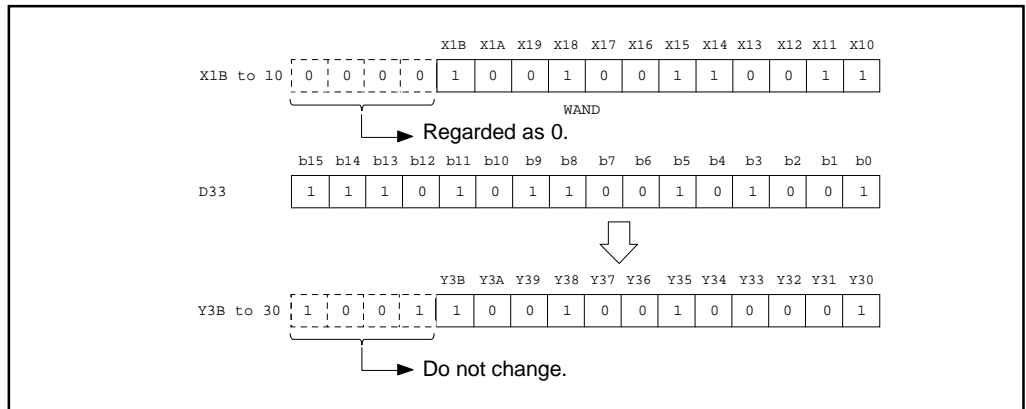 X1B X1A X19 X18 X17 X16 X15 X14 X13 X12 X11 X10
X1B to 10 0 0 0 0 1 0 0 1 0 0 1 1 0 0 1 1
WAND
Regarded as 0.
b15 b14 b13 b12 b11 b10 b9 b8 b7 b6 b5 b4 b3 b2 b1 b0
D33 1 1 1 0 1 0 1 1 0 0 1 0 1 0 0 1
Y3B Y3A Y39 Y38 Y37 Y36 Y35 Y34 Y33 Y32 Y31 Y30
Y3B to 30 1 0 0 1 1 0 0 1 0 0 1 0 0 0 0 1
Do not change.